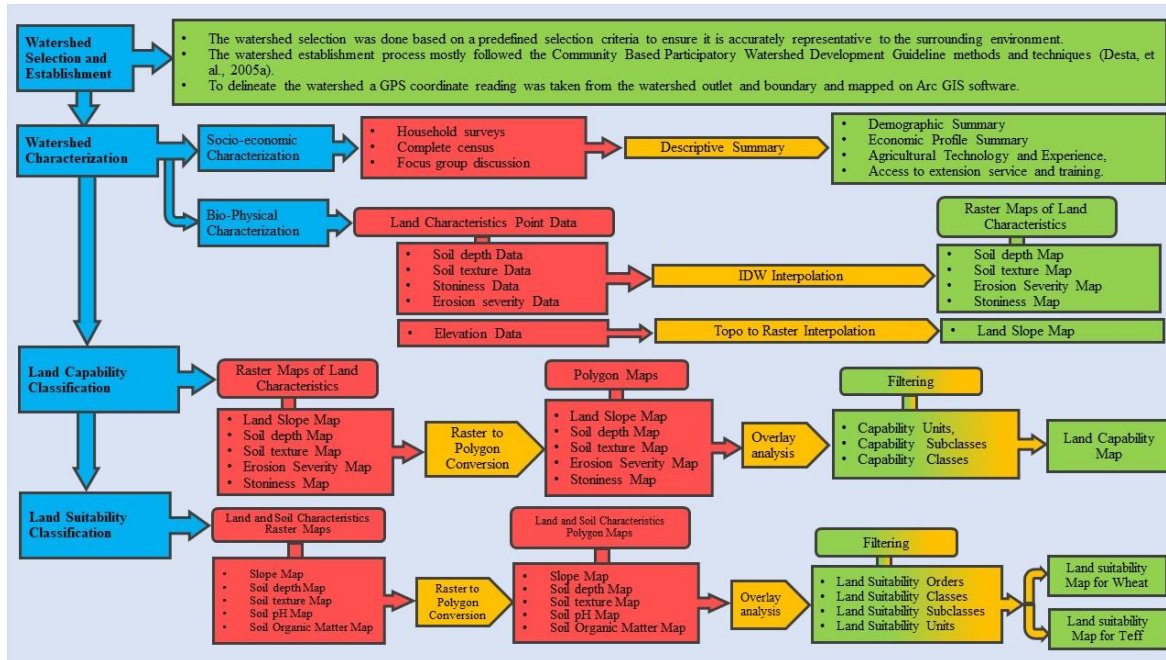 Watershed
Selection and
Establishment
• The watershed selection was done based on a predefined selection criteria to ensure it is accurately representative to the surrounding environment.
• The watershed establishment process mostly followed the Community Based Participatory Watershed Development Guideline methods and techniques (Desta, et
al., 2005a).
• To delineate the watershed a GPS coordinate reading was taken from the watershed outlet and boundary and mapped on Arc GIS software.
Watershed
Characterization
Socio-economic
Characterization
• Household surveys
• Complete census
• Focus group discussion
Descriptive Summary
• Demographic Summary
• Economic Profile Summary
• Agricultural Technology and Experience,
• Access to extension service and training.
Bio-Physical
Characterization
Land Characteristics Point Data
• Soil depth Data
• Soil texture Data
• Stoniness Data
• Erosion severity Data
IDW Interpolation
Raster Maps of Land
Characteristics
• Soil depth Map
• Soil texture Map
• Erosion Severity Map
• Stoniness Map
• Elevation Data
Topo to Raster Interpolation
• Land Slope Map
Land Capability
Classification
Raster Maps of Land
Characteristics
• Land Slope Map
• Soil depth Map
• Soil texture Map
• Erosion Severity Map
• Stoniness Map
Raster to
Polygon
Conversion
Polygon Maps
• Land Slope Map
• Soil depth Map
• Soil texture Map
• Erosion Severity Map
• Stoniness Map
Overlay
analysis
Filtering
• Capability Units,
• Capability Subclasses
• Capability Classes
Land Capability
Map
Land Suitability
Classification
Land and Soil Characteristics
Raster Maps
• Slope Map
• Soil depth Map
• Soil texture Map
• Soil pH Map
• Soil Organic Matter Map
Raster to
Polygon
Conversion
Land and Soil Characteristics
Polygon Maps
• Slope Map
• Soil depth Map
• Soil texture Map
• Soil pH Map
• Soil Organic Matter Map
Overlay
analysis
Filtering
• Land Suitability Orders
• Land Suitability Classes
• Land Suitability Subclasses
• Land Suitability Units
Land suitability
Map for Wheat
Land suitability
Map for Teff